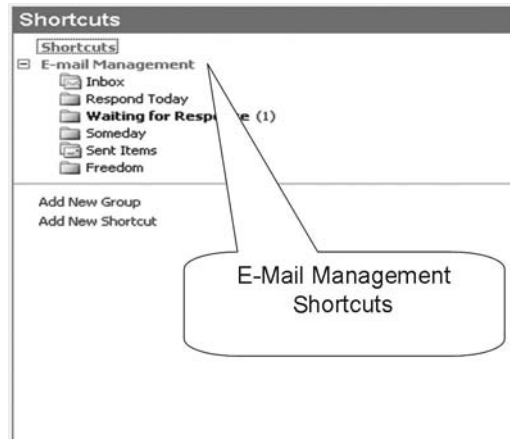 Shortcuts
Shortcuts
E-mail Management
Inbox
Respond Today
Waiting for Response (1)
Someday
Sent Items
Freedom
Add New Group
Add New Shortcut
E-Mail Management
Shortcuts